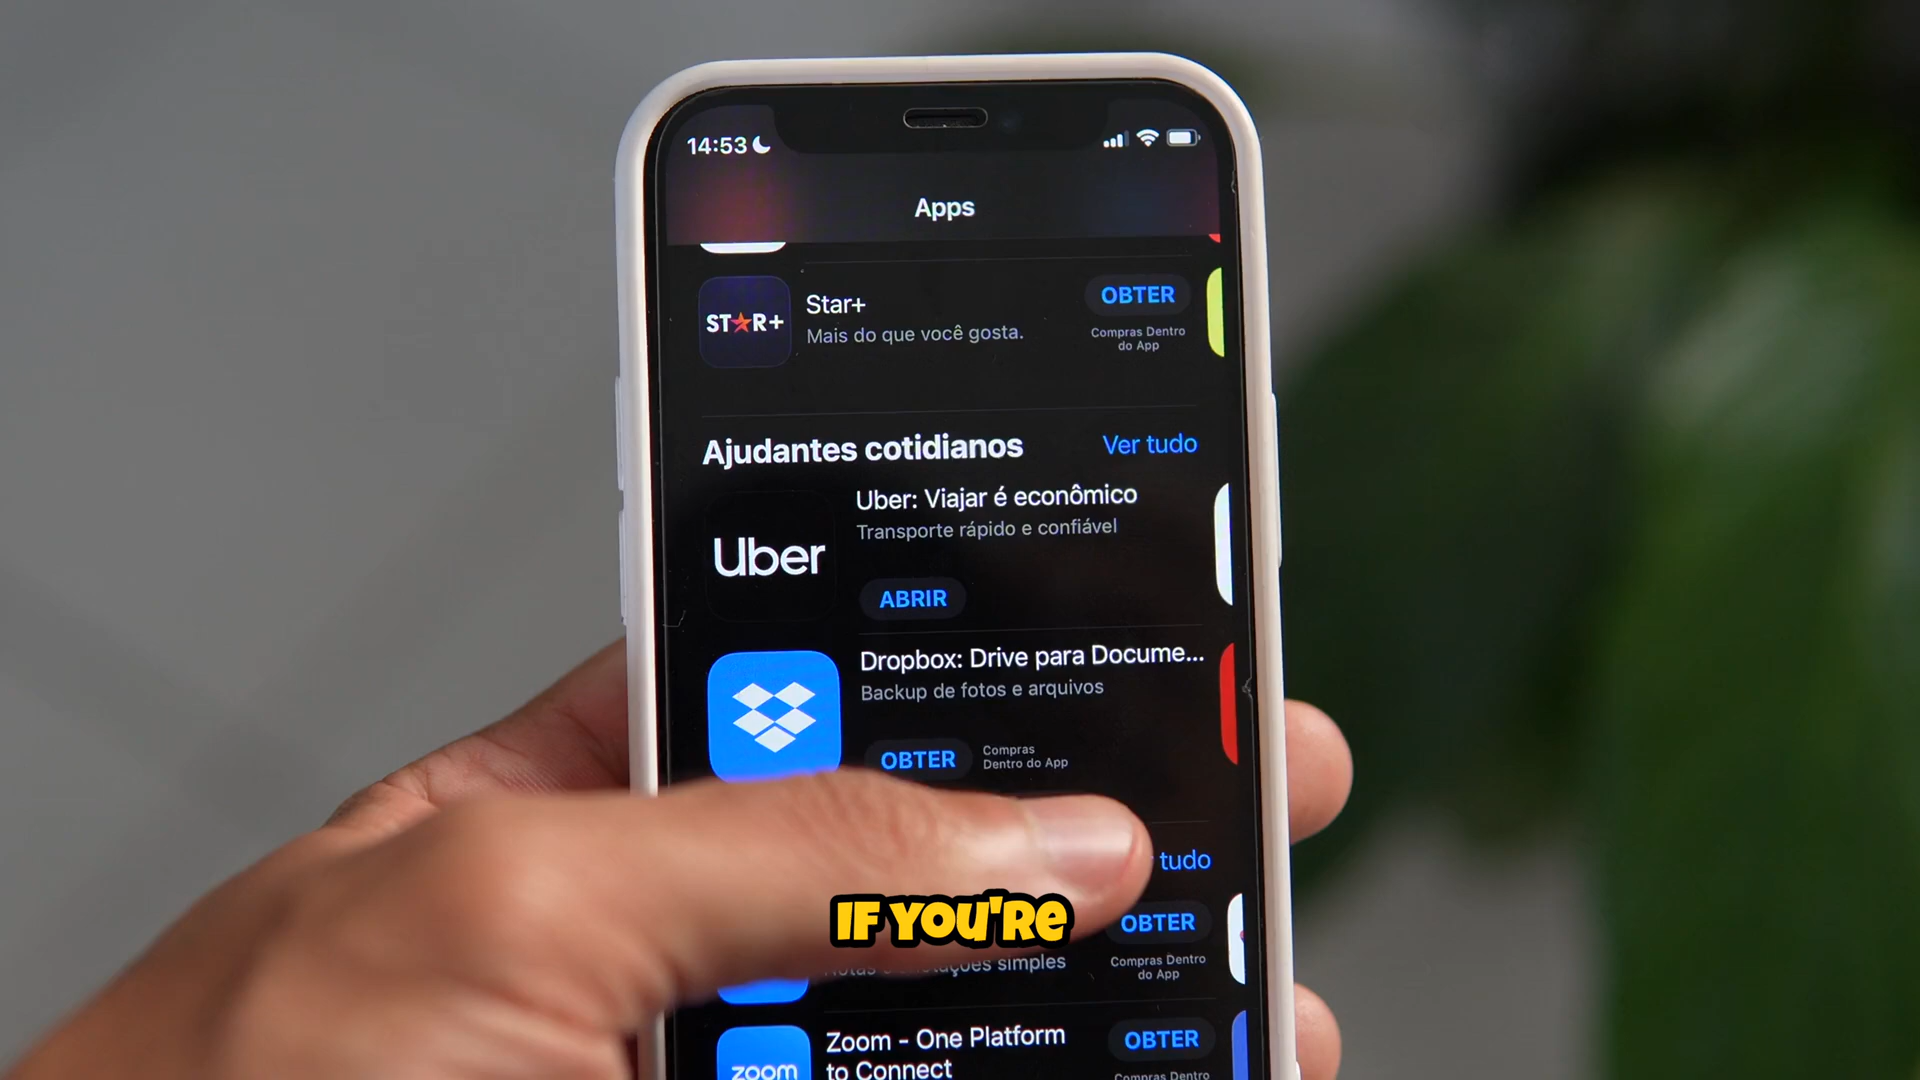 14:53
Apps
STAR+
Star+
Mais do que você gosta.
OBTER
Compras Dentro
do App
Ajudantes cotidianos
Ver tudo
Uber
Uber: Viajar é econômico
Transporte rápido e confiável
ABRIR
Dropbox: Drive para Docume...
Backup de fotos e arquivos
OBTER
Compras
Dentro do App
tudo
IF YOU'RE
OBTER
simples
Compras Dentro
do App
zoom
Zoom - One Platform
to Connect
OBTER
Compras Dentro